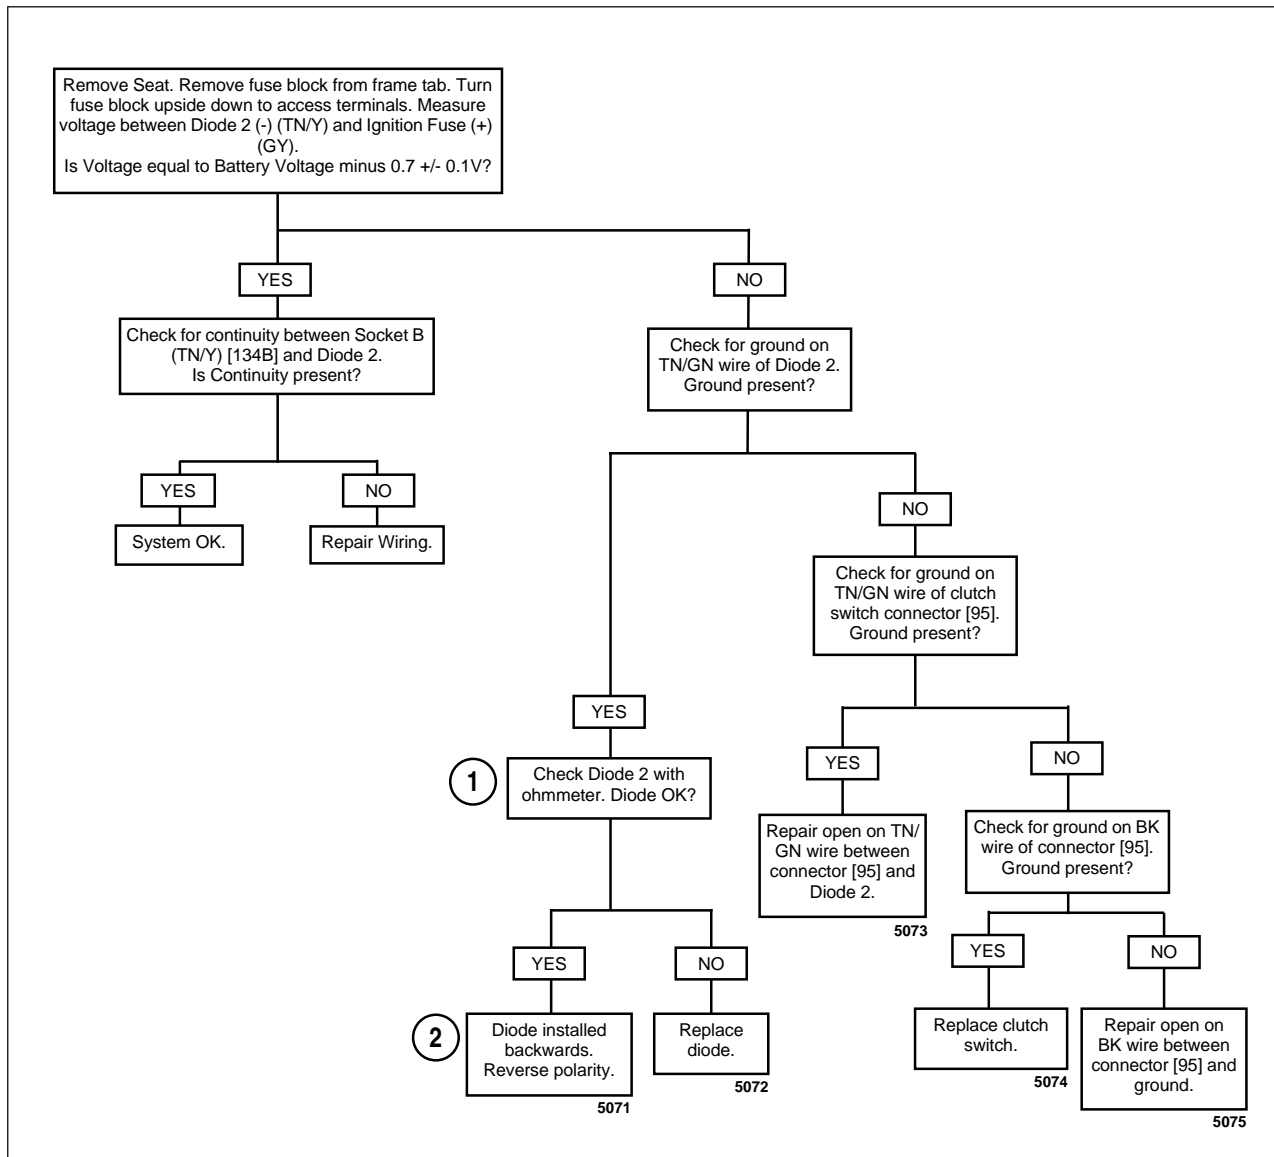 Remove Seat. Remove fuse block from frame tab. Turn
fuse block upside down to access terminals. Measure
voltage between Diode 2 (-) (TN/Y) and Ignition Fuse (+)
(GY).
Is Voltage equal to Battery Voltage minus 0.7 +/- 0.1V?
YES
NO
Check for continuity between Socket B
(TN/Y) [134B] and Diode 2.
Is Continuity present?
Check for ground on
TN/GN wire of Diode 2.
Ground present?
YES
NO
System OK.
Repair Wiring.
NO
Check for ground on
TN/GN wire of clutch
switch connector [95].
Ground present?
YES
1
Check Diode 2 with
ohmmeter. Diode OK?
YES
NO
Repair open on TN/
GN wire between
connector [95] and
Diode 2.
5073
Check for ground on BK
wire of connector [95].
Ground present?
YES
NO
YES
NO
2
Diode installed
backwards.
Reverse polarity.
5071
Replace
diode.
5072
Replace clutch
switch.
5074
Repair open on
BK wire between
connector [95] and
ground.
5075